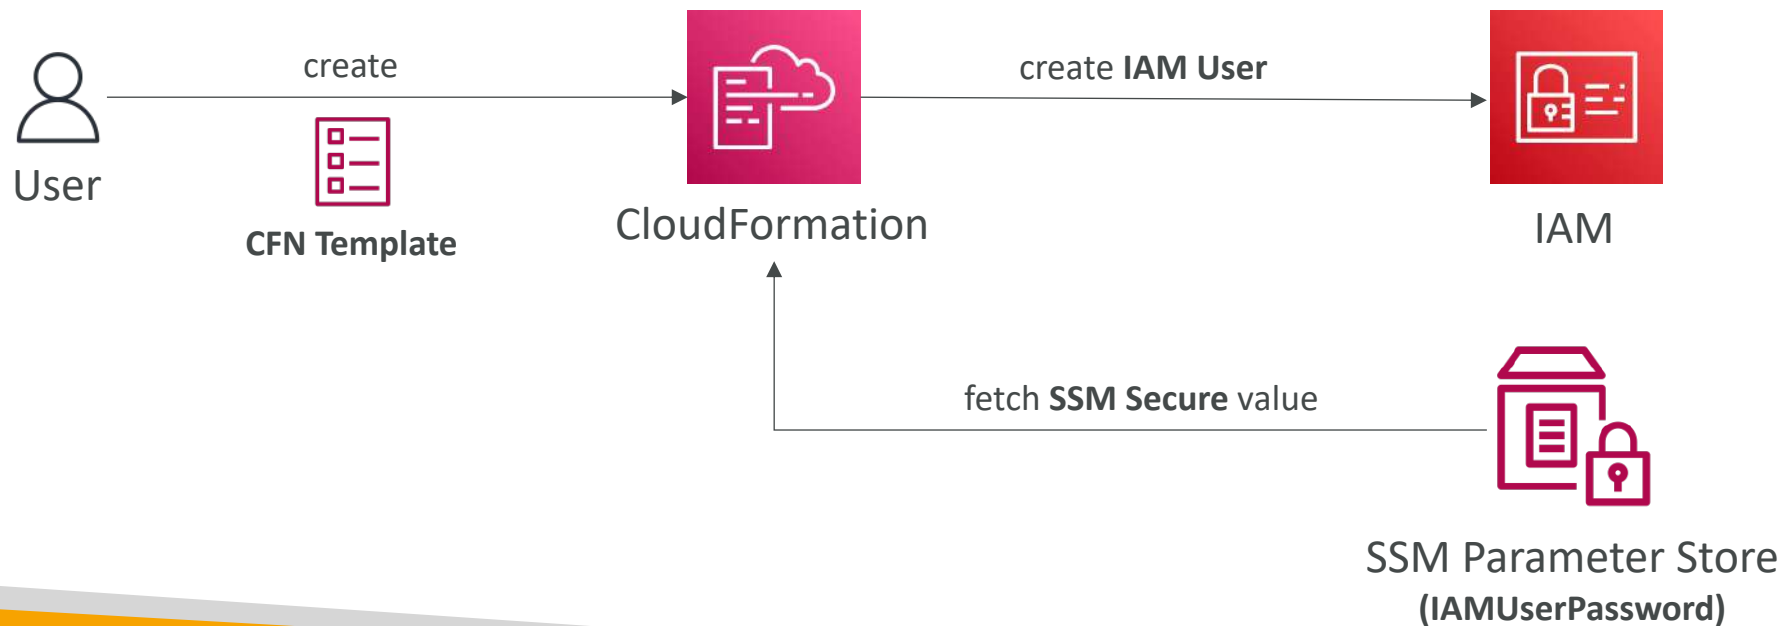 create
create IAM User
User
CFN Template
CloudFormation
IAM
fetch SSM Secure value
SSM Parameter Store
(IAMUserPassword)